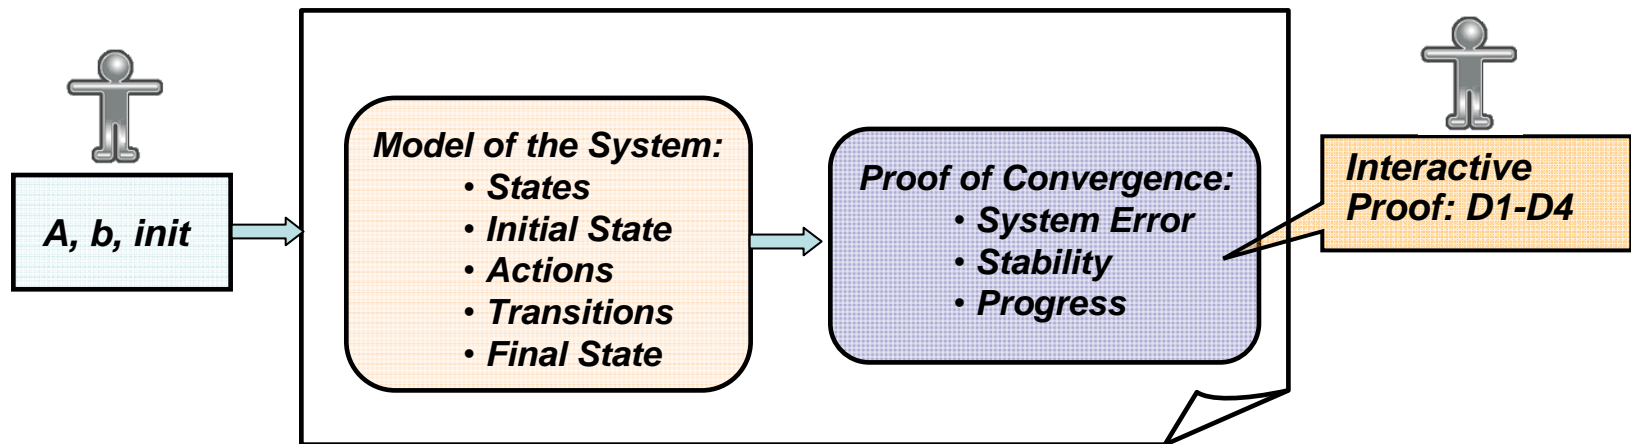 A, b, init
Model of the System:
• States
• Initial State
• Actions
• Transitions
• Final State
Proof of Convergence:
• System Error
• Stability
• Progress
Interactive
Proof: D1-D4